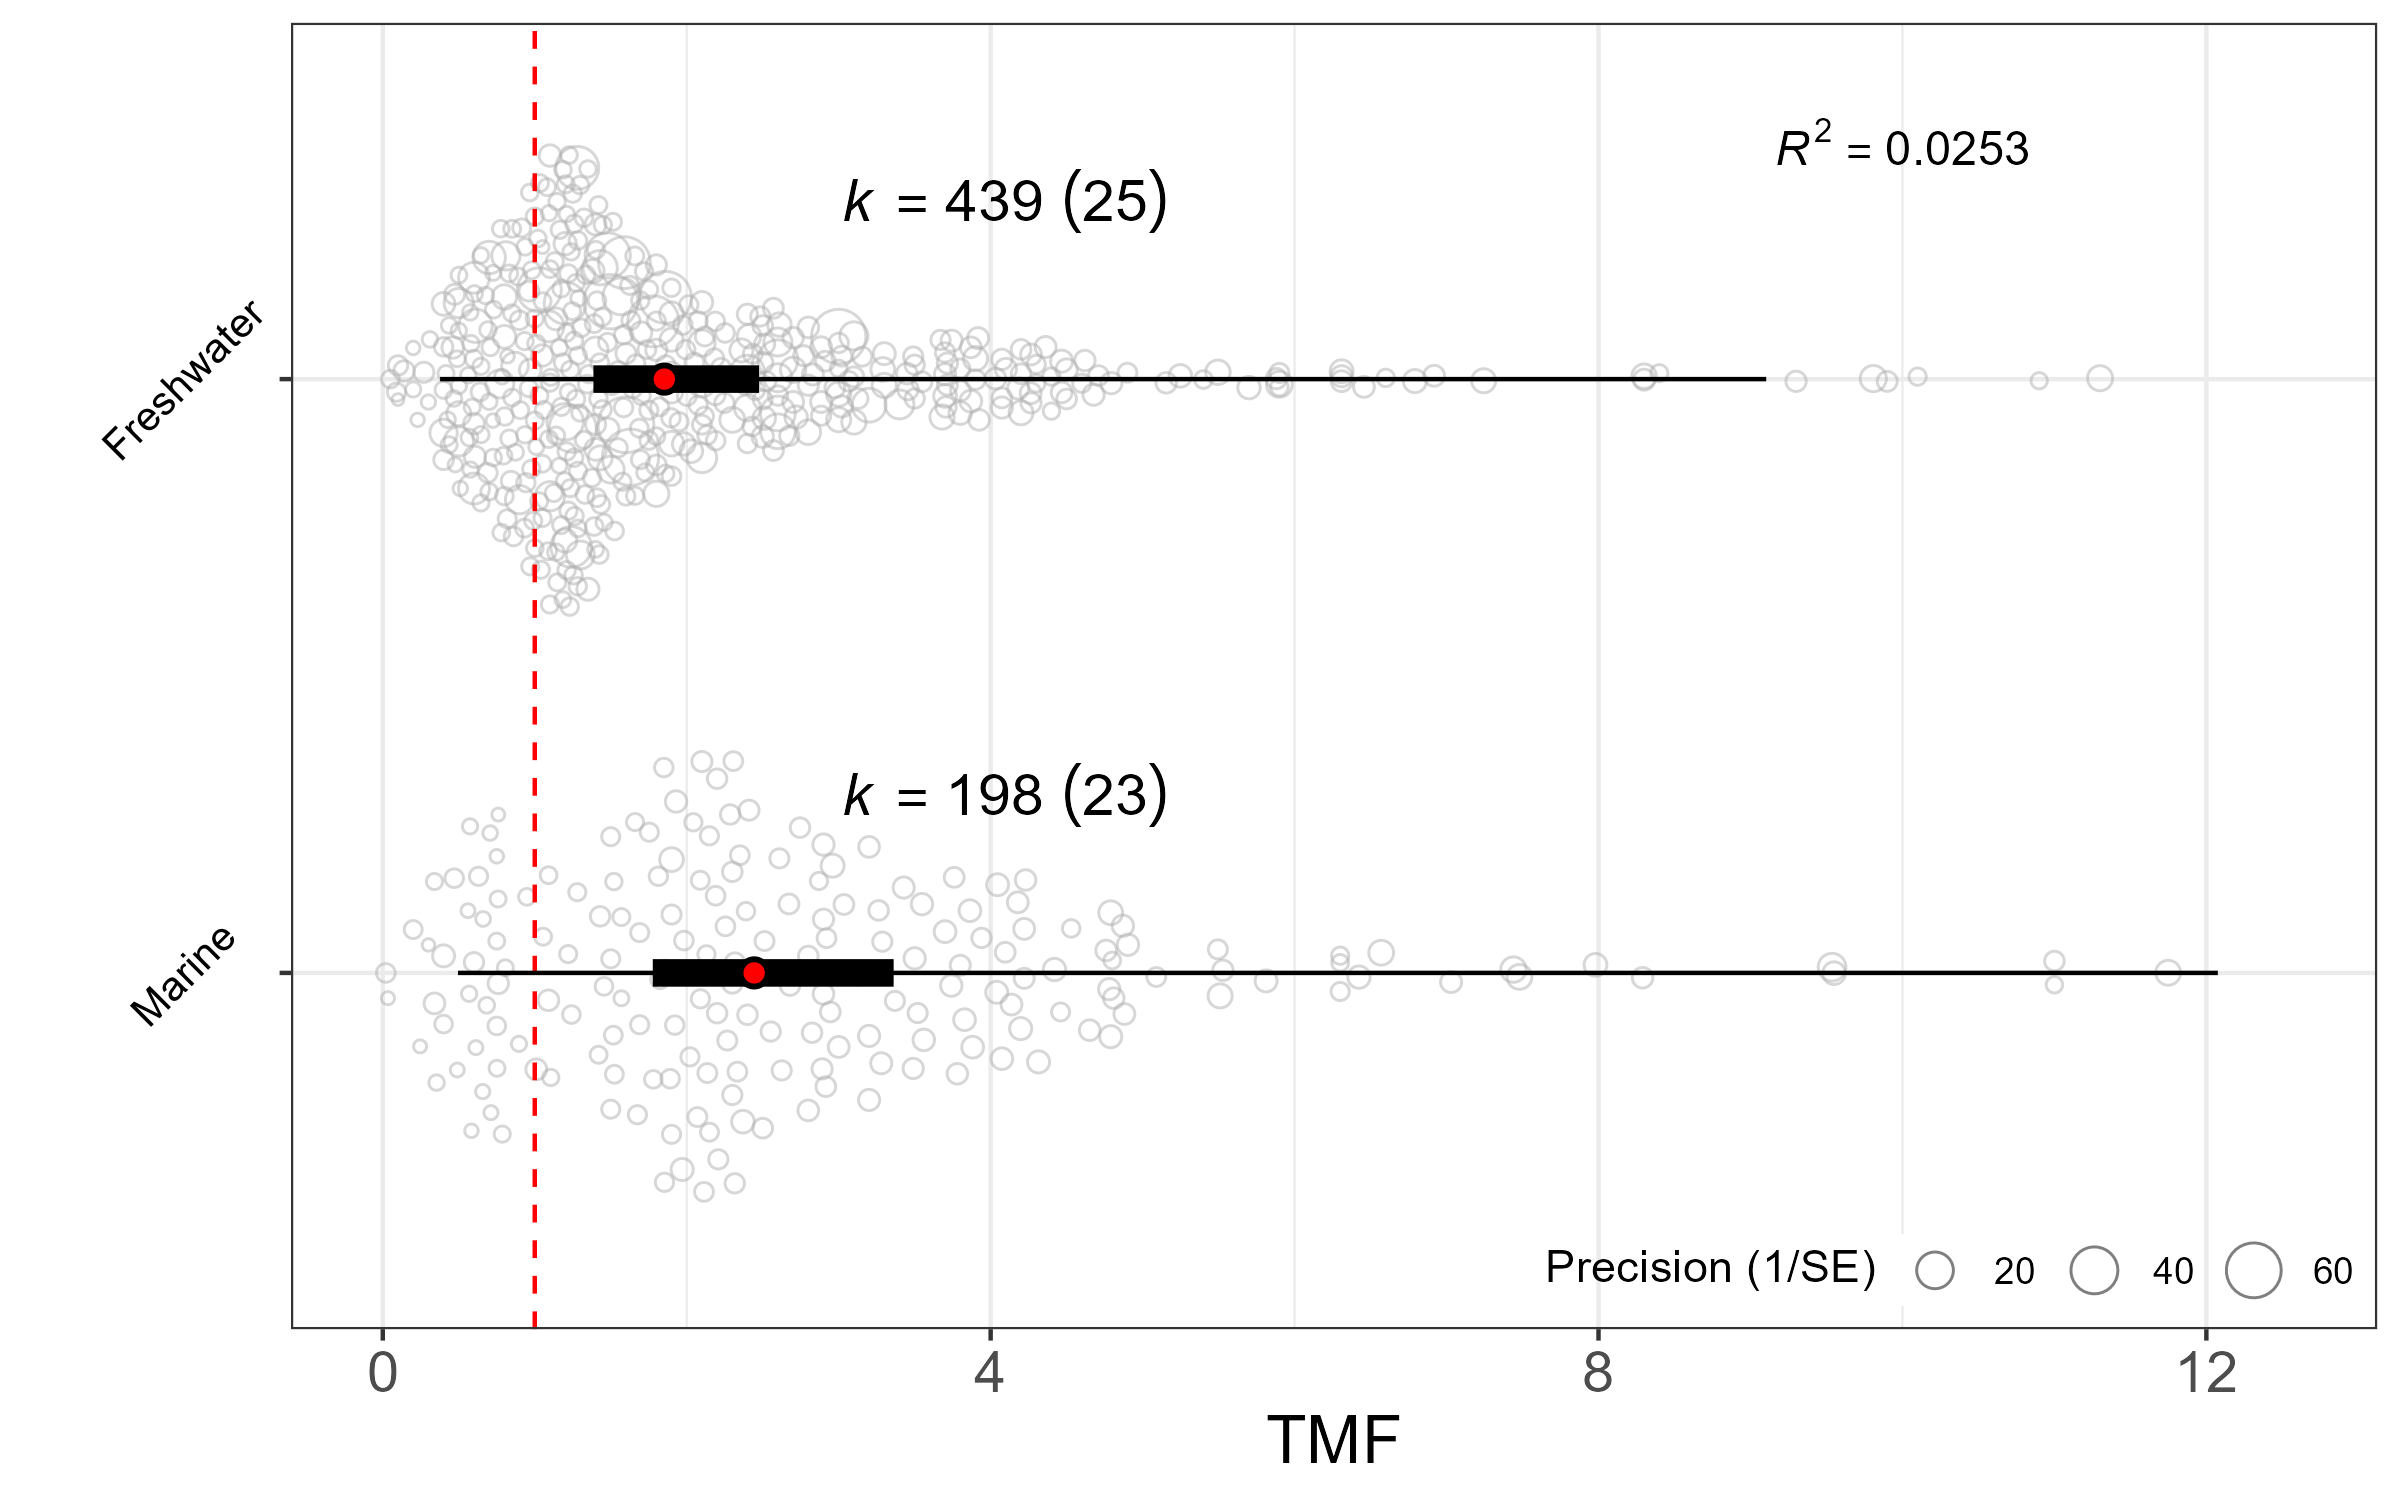 R² = 0.0253
k = 439 (25)
Freshwater
k = 198 (23)
Marine
Precision (1/SE) 20 40 60
0 4 8 12
TMF